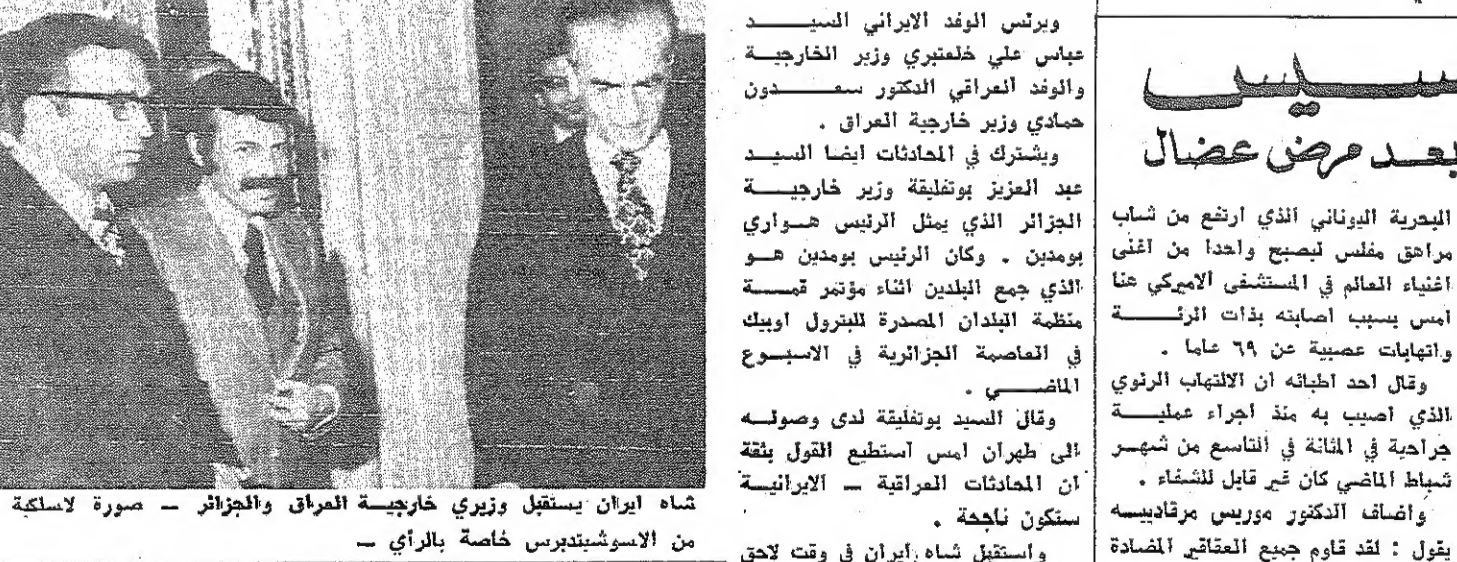 بعد مرض عضال
البحرية اليوناني الذي ارتفع من شاب
مراهق مفلس ليصبح واحدا من اغنى
اغنياء العالم في المستشفى الاميركي هنا
امس بسبب اصابته بذات الرئة
واتهابات عصبية عن ٦٩ عاما .
وقال احد اطبائه ان الالتهاب الرئوي
الذي اصيب به منذ اجراء عملية
جراحية في المثانة في التاسع من شهر
شباط الماضي كان غير قابل للشفاء .
واضاف الدكتور موريس مرقادييه
يقول : لقد قاوم جميع العقاقير المضادة
ويرئس الوفد الايراني السيد
عباس علي خلعتبري وزير الخارجية
والوفد العراقي الدكتور سعدون
حمادي وزير خارجية العراق .
ويشترك في المحادثات ايضا السيد
عبد العزيز بوتفليقة وزير خارجية
الجزائر الذي يمثل الرئيس هواري
بومدين . وكان الرئيس بومدين هو
الذي جمع البلدين اثناء مؤتمر قمة
منظمة البلدان المصدرة للبترول اوبيك
في العاصمة الجزائرية في الاسبوع
الماضي .
وقال السيد بوتفليقة لدى وصوله
الى طهران امس استطيع القول بثقة
ان المحادثات العراقية – الايرانية
ستكون ناجحة .
واستقبل شاه ايران في وقت لاحق
شاه ايران يستقبل وزيري خارجية العراق والجزائر – صورة لاسلكية
من الاسوشيتدبرس خاصة بالرأي –